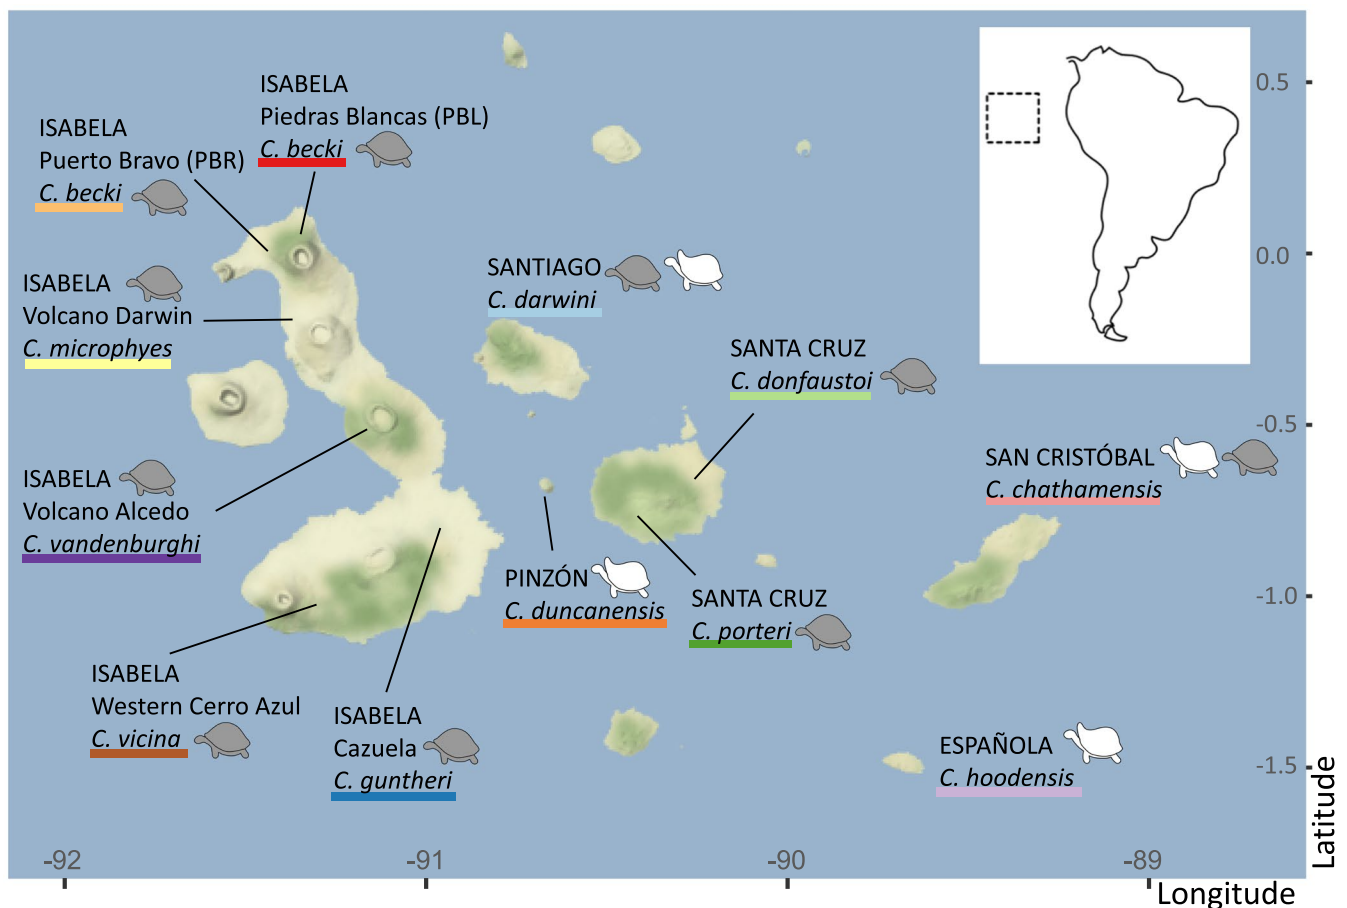 ISABELA
Piedras Blancas (PBL)
C. becki
ISABELA
Puerto Bravo (PBR)
C. becki
ISABELA
Volcano Darwin
C. microphyes
SANTIAGO
C. darwini
SANTA CRUZ
C. donfaustoi
ISABELA
Volcano Alcedo
C. vandenburghi
SAN CRISTÓBAL
C. chathamensis
PINZÓN
C. duncanensis
SANTA CRUZ
C. porteri
ISABELA
Western Cerro Azul
C. vicina
ISABELA
Cazuela
C. guntheri
ESPAÑOLA
C. hoodensis
0.5
0.0
-0.5
-1.0
-1.5
Latitude
-92
-91
-90
-89
Longitude